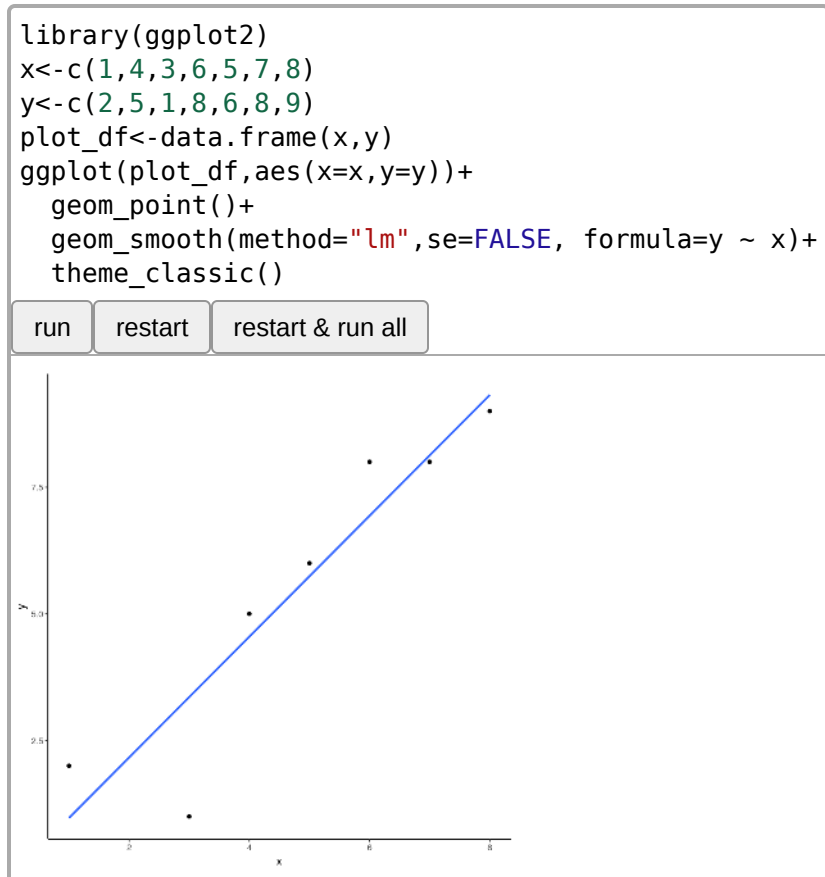 library(ggplot2)
x<-c(1,4,3,6,5,7,8)
y<-c(2,5,1,8,6,8,9)
plot_df<-data.frame(x,y)
ggplot(plot_df,aes(x=x,y=y))+
  geom_point()+
  geom_smooth(method="lm",se=FALSE, formula=y ~ x)+
  theme_classic()
run restart restart & run all
7.5
y
5.0
2.5
2 4 6 8
x